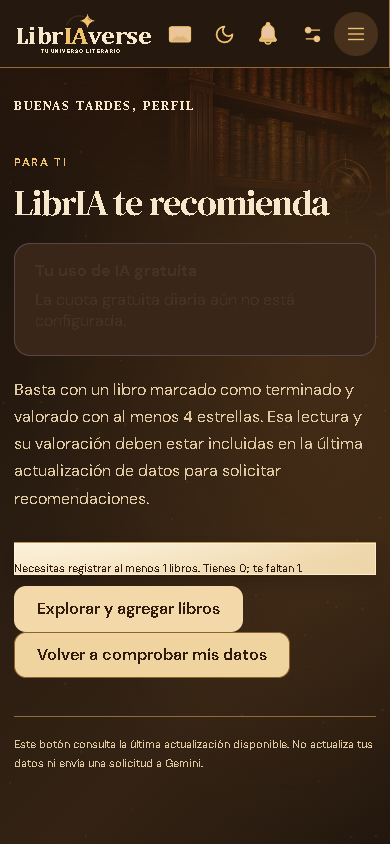 LibrIAverse
TU UNIVERSO LITERARIO
BUENAS TARDES, PERFIL
PARA TI
LibrIA te recomienda
Tu uso de IA gratuita
La cuota gratuita diaria aún no está
configurada.
Basta con un libro marcado como terminado y
valorado con al menos 4 estrellas. Esa lectura y
su valoración deben estar incluidas en la última
actualización de datos para solicitar
recomendaciones.
Necesitas registrar al menos 1 libros. Tienes 0; te faltan 1.
Explorar y agregar libros
Volver a comprobar mis datos
Este botón consulta la última actualización disponible. No actualiza tus
datos ni envía una solicitud a Gemini.